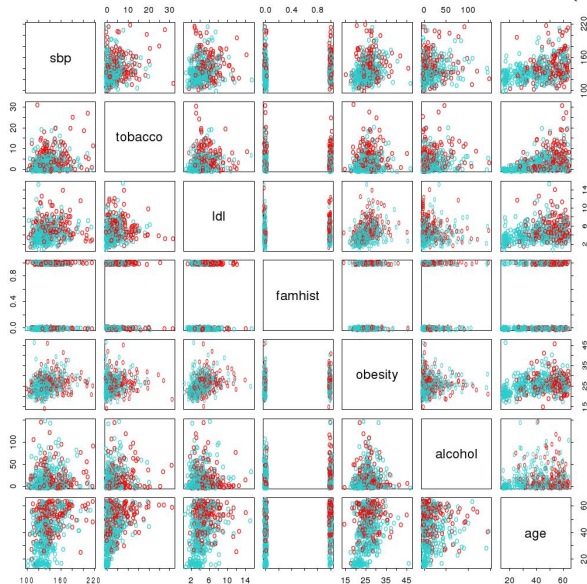 0 10 20 30
0.0 0.4 0.8
0 50 100
sbp
100 160 220
0 10 20 30
tobacco
ldl
2 6 10 14
0.0 0.4 0.8
famhist
obesity
15 25 35 45
0 50 100
alcohol
20 40 60
age
100 160 220
2 4 6 8 10 14
15 25 35 45
20 40 60